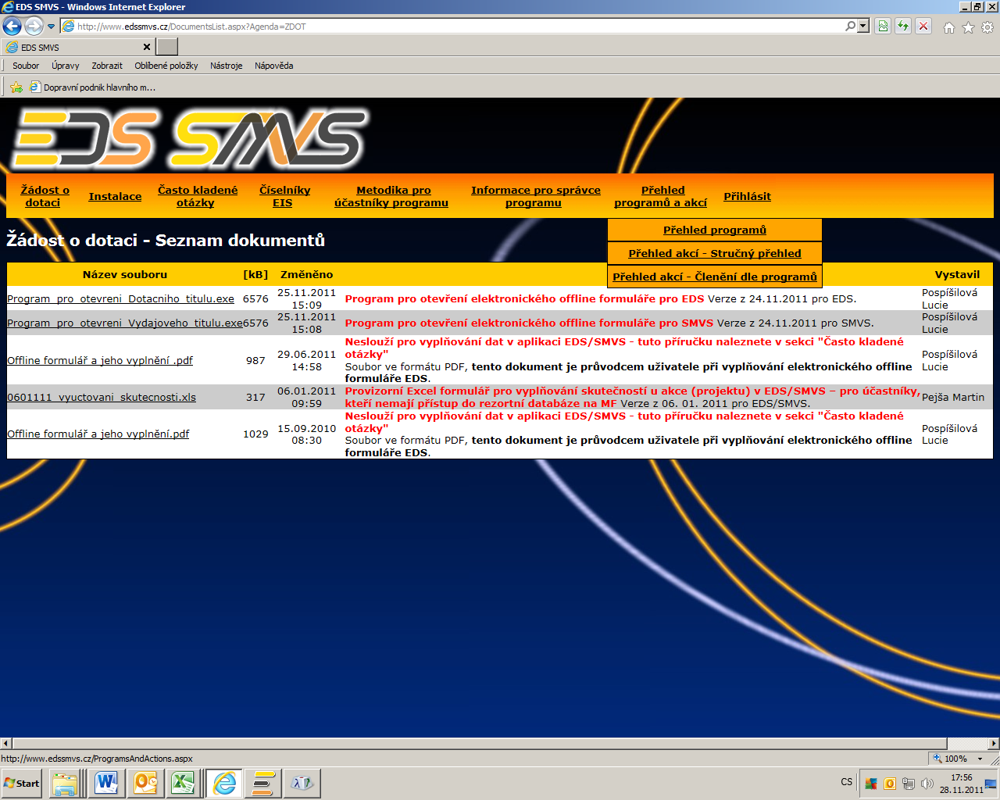 EDS SMVS - Windows Internet Explorer
http://www.edssmvs.cz/DocumentsList.aspx?Agenda=ZDOT
EDS SMVS
Soubor Úpravy Zobrazit Oblíbené položky Nástroje Nápověda
Dopravní podnik hlavního m...
EDS SMVS
Žádost o dotaci
Instalace
Často kladené otázky
Číselníky EIS
Metodika pro účastníky programu
Informace pro správce programu
Přehled programů a akcí
Přihlásit
Přehled programů
Přehled akcí - Stručný přehled
Přehled akcí - Členění dle programů
Žádost o dotaci - Seznam dokumentů
Název souboru [kB] Změněno Vystavil
Program_pro_otevreni_Dotacniho_titulu.exe 6576 25.11.2011 15:09 Program pro otevření elektronického offline formuláře pro EDS Verze z 24.11.2011 pro EDS. Pospíšilová Lucie
Program_pro_otevreni_Vydajoveho_titulu.exe 6576 25.11.2011 15:08 Program pro otevření elektronického offline formuláře pro SMVS Verze z 24.11.2011 pro SMVS. Pospíšilová Lucie
Offline formulář a jeho vyplnění .pdf 987 29.06.2011 14:58 Neslouží pro vyplňování dat v aplikaci EDS/SMVS - tuto příručku naleznete v sekci "Často kladené otázky"
Soubor ve formátu PDF, tento dokument je průvodcem uživatele při vyplňování elektronického offline formuláře EDS. Pospíšilová Lucie
0601111_vyuctovani_skutecnosti.xls 317 06.01.2011 09:59 Provizorní Excel formulář pro vyplňování skutečností u akce (projektu) v EDS/SMVS – pro účastníky, kteří nemají přístup do rezortní databáze na MF Verze z 06. 01. 2011 pro EDS/SMVS. Pejša Martin
Offline formulář a jeho vyplnění.pdf 1029 15.09.2010 08:30 Neslouží pro vyplňování dat v aplikaci EDS/SMVS - tuto příručku naleznete v sekci "Často kladené otázky"
Soubor ve formátu PDF, tento dokument je průvodcem uživatele při vyplňování elektronického offline formuláře EDS. Pospíšilová Lucie
http://www.edssmvs.cz/ProgramsAndActions.aspx
100%
Start
CS
17:56
28.11.2011